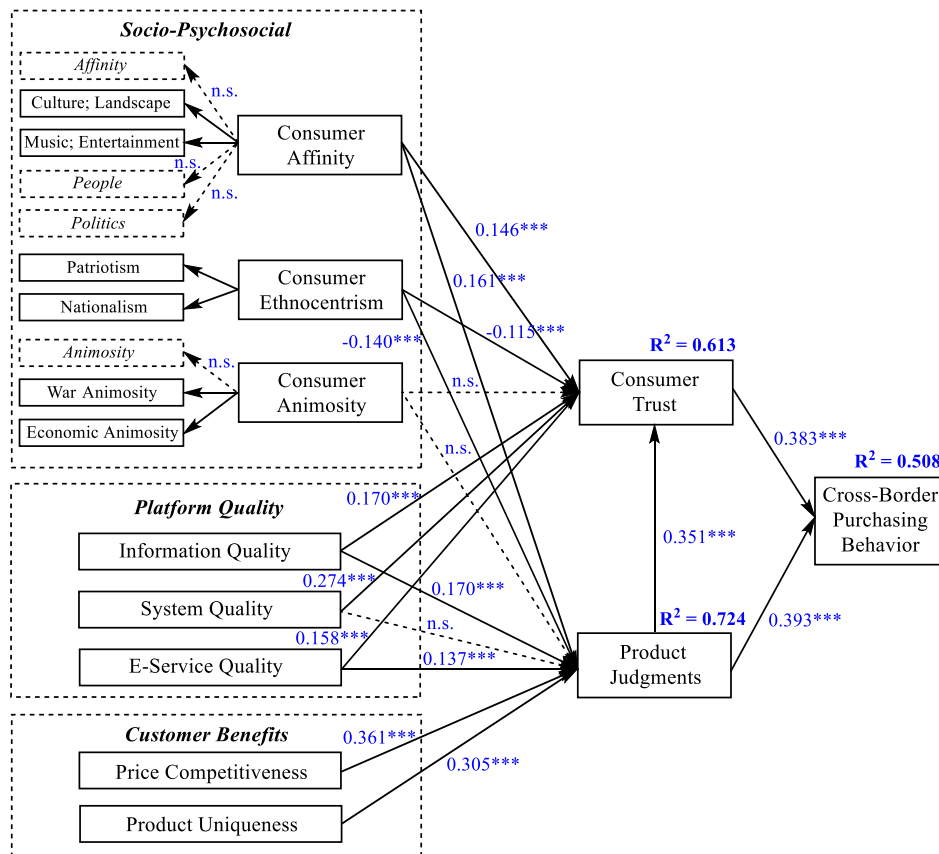 Socio-Psychosocial
Affinity
n.s.
Culture; Landscape
Music; Entertainment
n.s.
People
n.s.
Politics
Consumer
Affinity
Patriotism
Nationalism
Consumer
Ethnocentrism
Animosity
n.s.
War Animosity
Economic Animosity
Consumer
Animosity
0.146***
0.161***
-0.115***
-0.140***
n.s.
n.s.
Platform Quality
Information Quality
System Quality
E-Service Quality
0.170***
0.274***
0.158***
0.170***
n.s.
0.137***
Customer Benefits
Price Competitiveness
Product Uniqueness
0.361***
0.305***
R² = 0.613
Consumer
Trust
0.351***
R² = 0.724
Product
Judgments
0.383***
0.393***
R² = 0.508
Cross-Border
Purchasing
Behavior